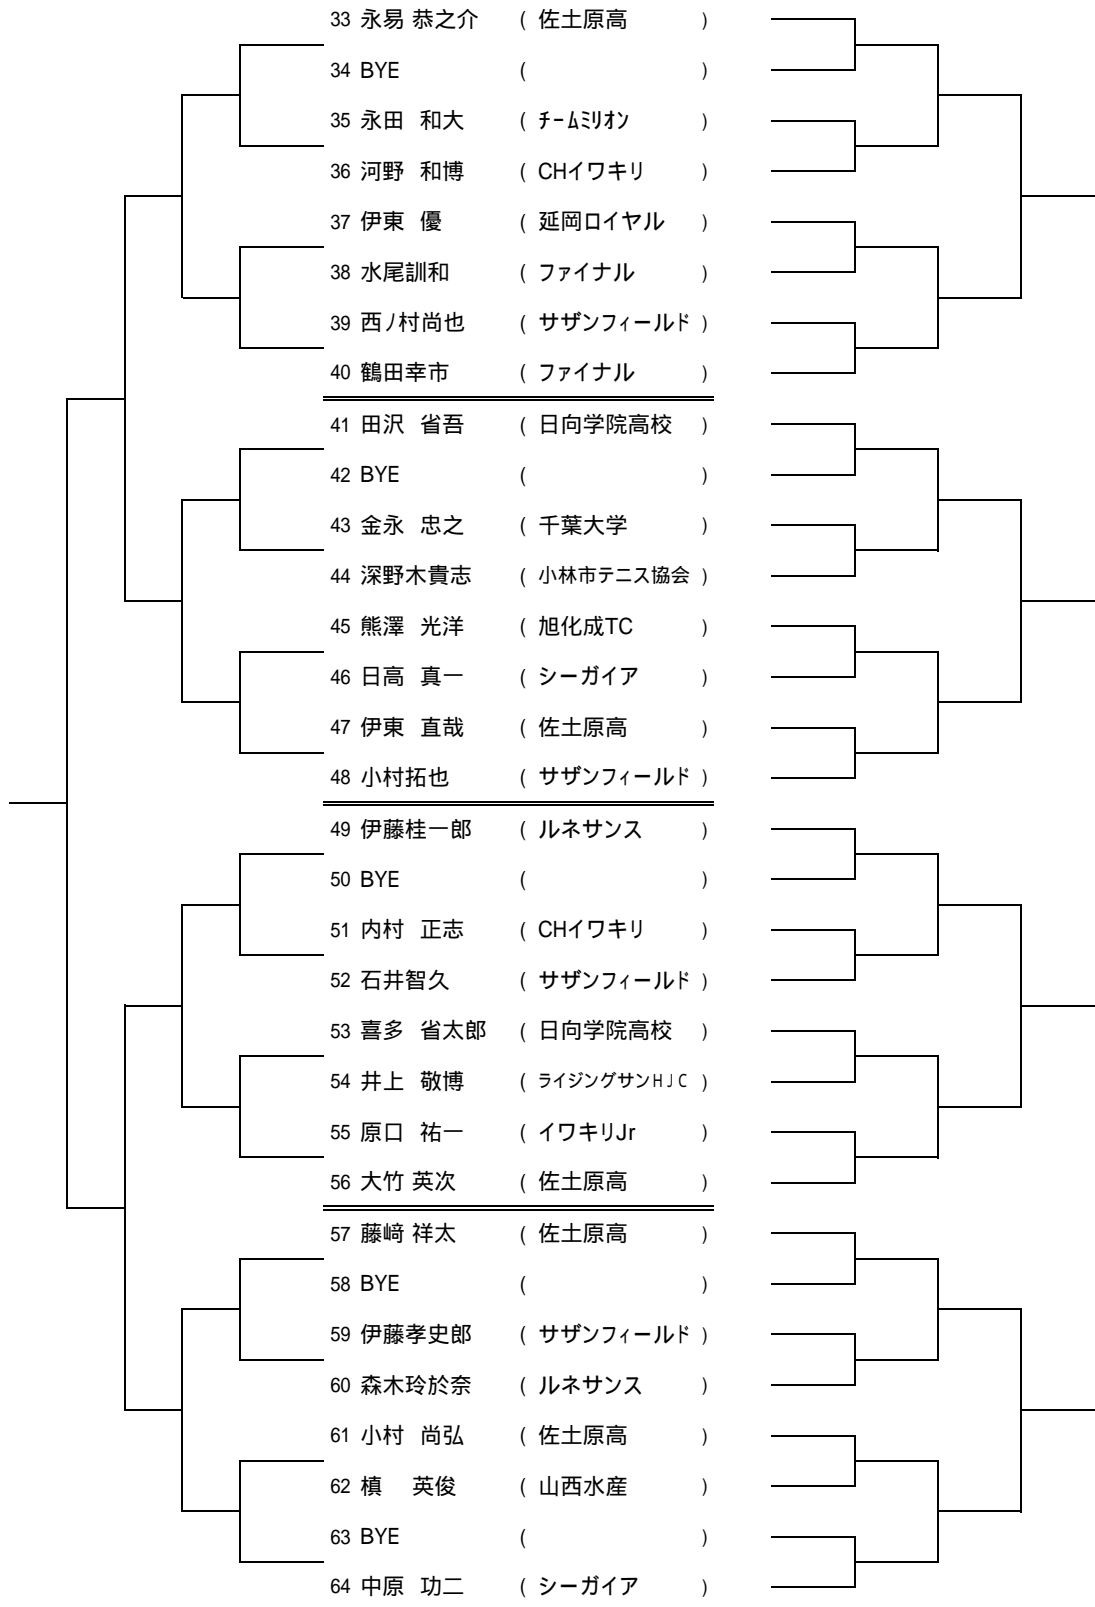 33 永易 恭之介 ( 佐土原高 )
34 BYE ( )
35 永田 和大 ( チームミリオン )
36 河野 和博 ( CHイワキリ )
37 伊東 優 ( 延岡ロイヤル )
38 水尾訓和 ( ファイナル )
39 西ノ村尚也 ( サザンフィールド )
40 鶴田幸市 ( ファイナル )
41 田沢 省吾 ( 日向学院高校 )
42 BYE ( )
43 金永 忠之 ( 千葉大学 )
44 深野木貴志 ( 小林市テニス協会 )
45 熊澤 光洋 ( 旭化成TC )
46 日高 真一 ( シーガイア )
47 伊東 直哉 ( 佐土原高 )
48 小村拓也 ( サザンフィールド )
49 伊藤桂一郎 ( ルネサンス )
50 BYE ( )
51 内村 正志 ( CHイワキリ )
52 石井智久 ( サザンフィールド )
53 喜多 省太郎 ( 日向学院高校 )
54 井上 敬博 ( ライジングサンHJC )
55 原口 祐一 ( イワキリJr )
56 大竹 英次 ( 佐土原高 )
57 藤﨑 祥太 ( 佐土原高 )
58 BYE ( )
59 伊藤孝史郎 ( サザンフィールド )
60 森木玲於奈 ( ルネサンス )
61 小村 尚弘 ( 佐土原高 )
62 槙 英俊 ( 山西水産 )
63 BYE ( )
64 中原 功二 ( シーガイア )